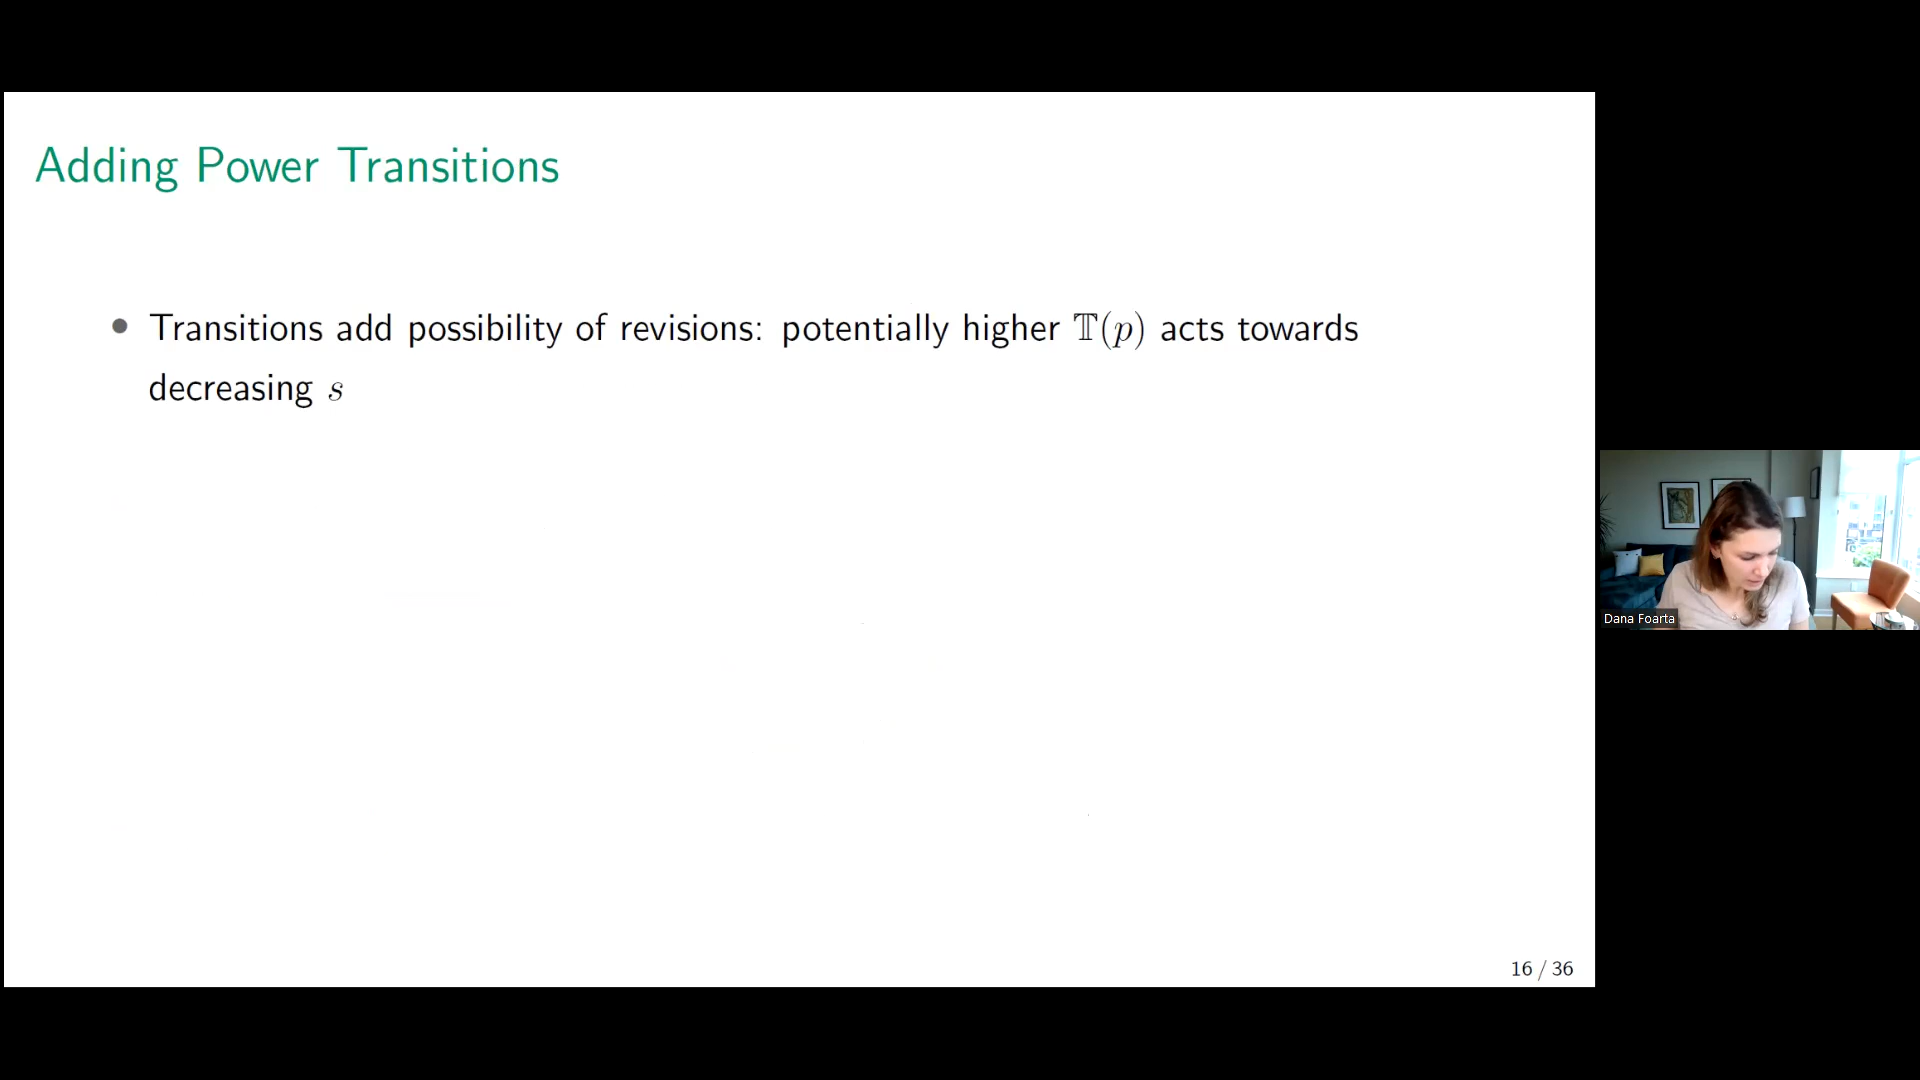 Adding Power Transitions
• Transitions add possibility of revisions: potentially higher 𝕋(p) acts towards
decreasing s
Dana Foarta
16 / 36